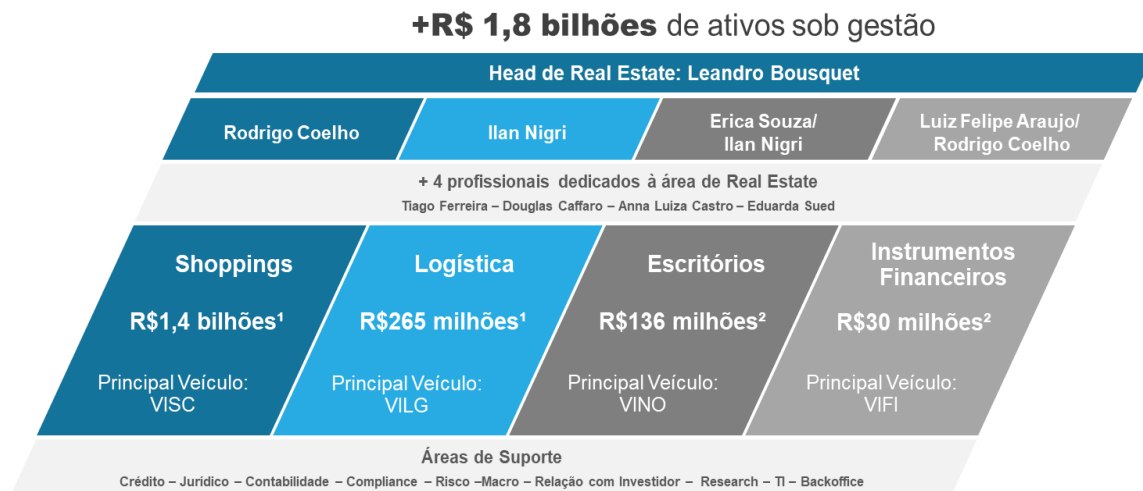 +R$ 1,8 bilhões de ativos sob gestão
Head de Real Estate: Leandro Bousquet
Rodrigo Coelho
Ilan Nigri
Erica Souza/
Ilan Nigri
Luiz Felipe Araujo/
Rodrigo Coelho
+ 4 profissionais dedicados à área de Real Estate
Tiago Ferreira – Douglas Caffaro – Anna Luiza Castro – Eduarda Sued
Shoppings
R$1,4 bilhões¹
Principal Veículo:
VISC
Logística
R$265 milhões¹
Principal Veículo:
VILG
Escritórios
R$136 milhões²
Principal Veículo:
VINO
Instrumentos
Financeiros
R$30 milhões²
Principal Veículo:
VIFI
Áreas de Suporte
Crédito – Jurídico – Contabilidade – Compliance – Risco –Macro – Relação com Investidor – Research – TI – Backoffice